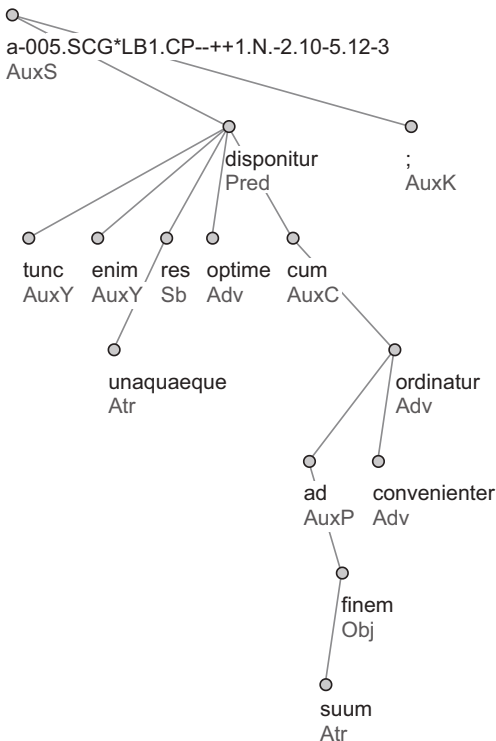 a-005.SCG*LB1.CP--++1.N.-2.10-5.12-3
AuxS
disponitur ;
Pred AuxK
tunc enim res optime cum
AuxY AuxY Sb Adv AuxC
unaquaeque ordinatur
Atr Adv
ad convenienter
AuxP Adv
finem
Obj
suum
Atr